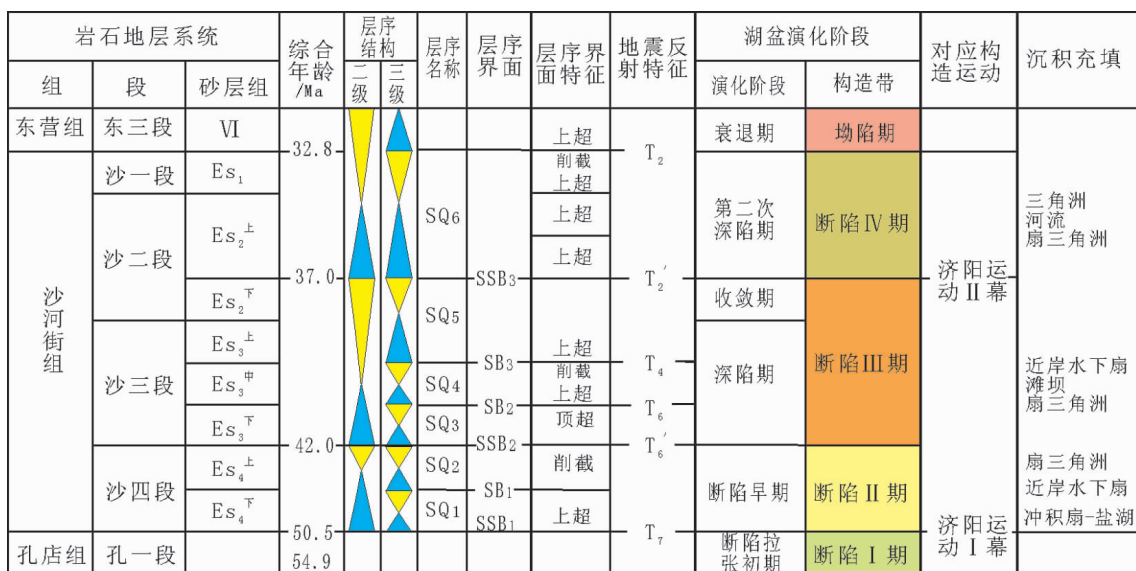 岩石地层系统
综合
年龄
/Ma
层序
结构
层序
名称
层序
界面
层序界
面特征
地震反
射特征
湖盆演化阶段
对应构
造运动
沉积充填
组
段
砂层组
二级
三级
演化阶段
构造带
东营组
东三段
Ⅵ
上超
衰退期
坳陷期
32.8
T₂
沙河街组
沙一段
Es₁
削截
上超
沙二段
Es₂上
SQ6
上超
上超
第二次
深陷期
断陷Ⅳ期
三角洲
河流
扇三角洲
37.0
SSB₃
T₂′
济阳运
动Ⅱ幕
Es₂下
SQ5
收敛期
断陷Ⅲ期
沙三段
Es₃上
上超
深陷期
SB₃
T₄
Es₃中
SQ4
削截
上超
近岸水下扇
滩坝
扇三角洲
SB₂
T₆
Es₃下
SQ3
顶超
42.0
SSB₂
T₆′
沙四段
Es₄上
SQ2
削截
断陷早期
断陷Ⅱ期
扇三角洲
近岸水下扇
SB₁
Es₄下
SQ1
上超
冲积扇-盐湖
50.5
SSB₁
T₇
济阳运
动Ⅰ幕
孔店组
孔一段
54.9
断陷拉
张初期
断陷Ⅰ期